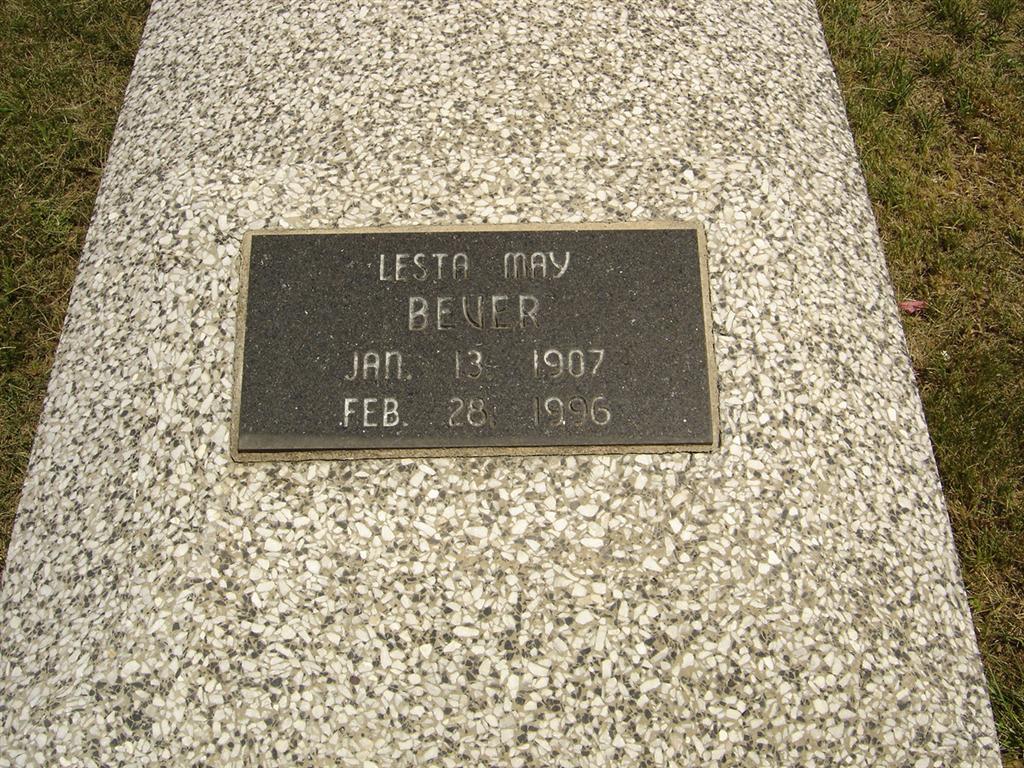 LESTA MAY
BEVER
JAN. 13, 1907
FEB. 28, 1996